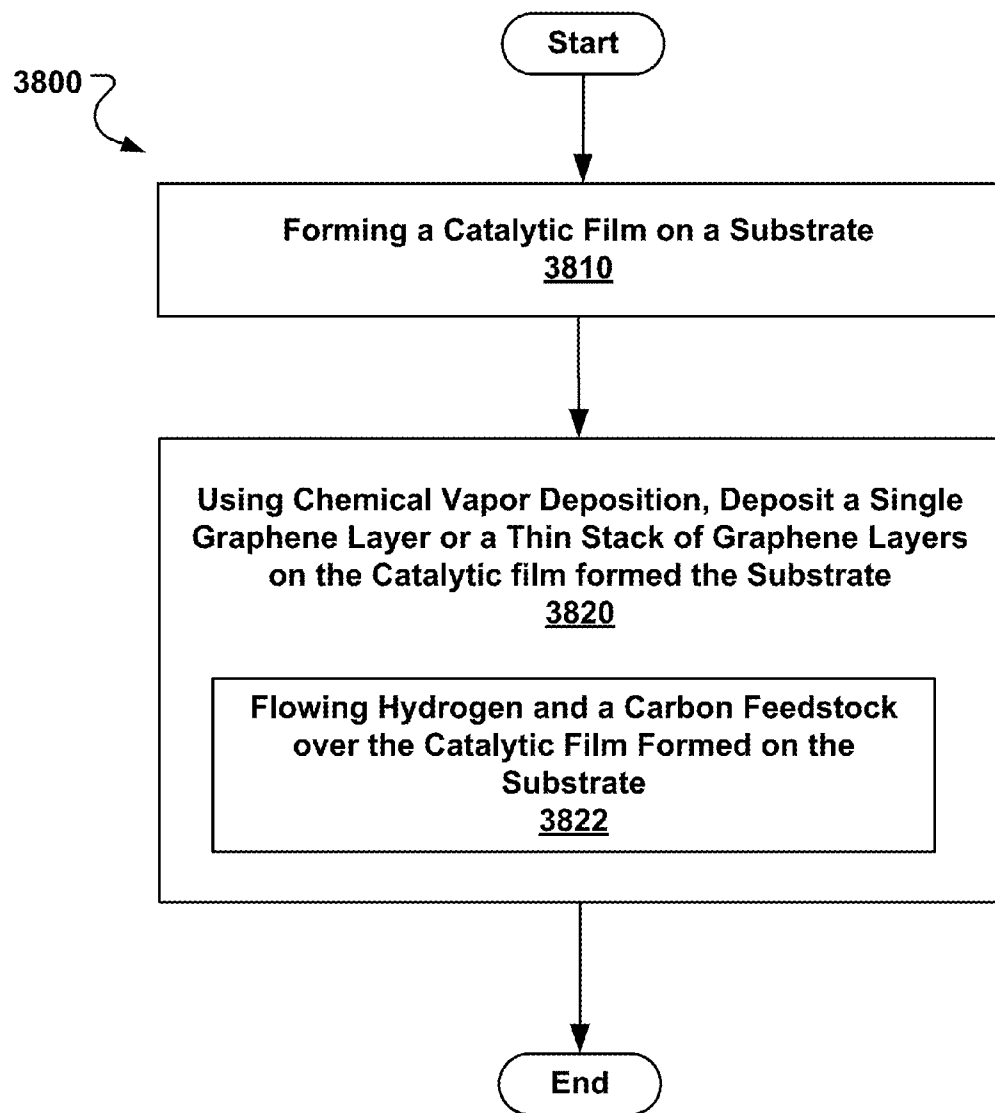 Start
3800
Forming a Catalytic Film on a Substrate
3810
Using Chemical Vapor Deposition, Deposit a Single
Graphene Layer or a Thin Stack of Graphene Layers
on the Catalytic film formed the Substrate
3820
Flowing Hydrogen and a Carbon Feedstock
over the Catalytic Film Formed on the
Substrate
3822
End